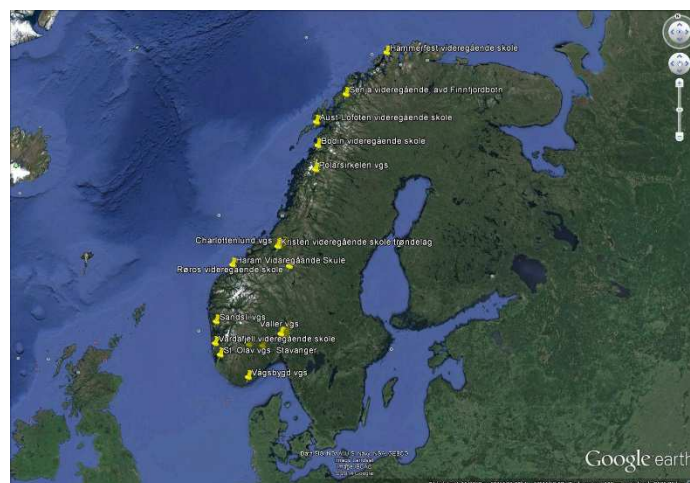 Hammerfest videregående skole
Senja videregående, avd Finnfjordbotn
Aust-Lofoten videregående skole
Bodin videregående skole
Polarsirkelen vgs
Charlottenlund vgs
Kristen videregående skole trøndelag
Haram Vidaregåande Skule
Røros videregående skole
Sandsli vgs
Valler vgs
Vardafjell videregående skole
St. Olav vgs Stavanger
Vågsbygd vgs
Google earth